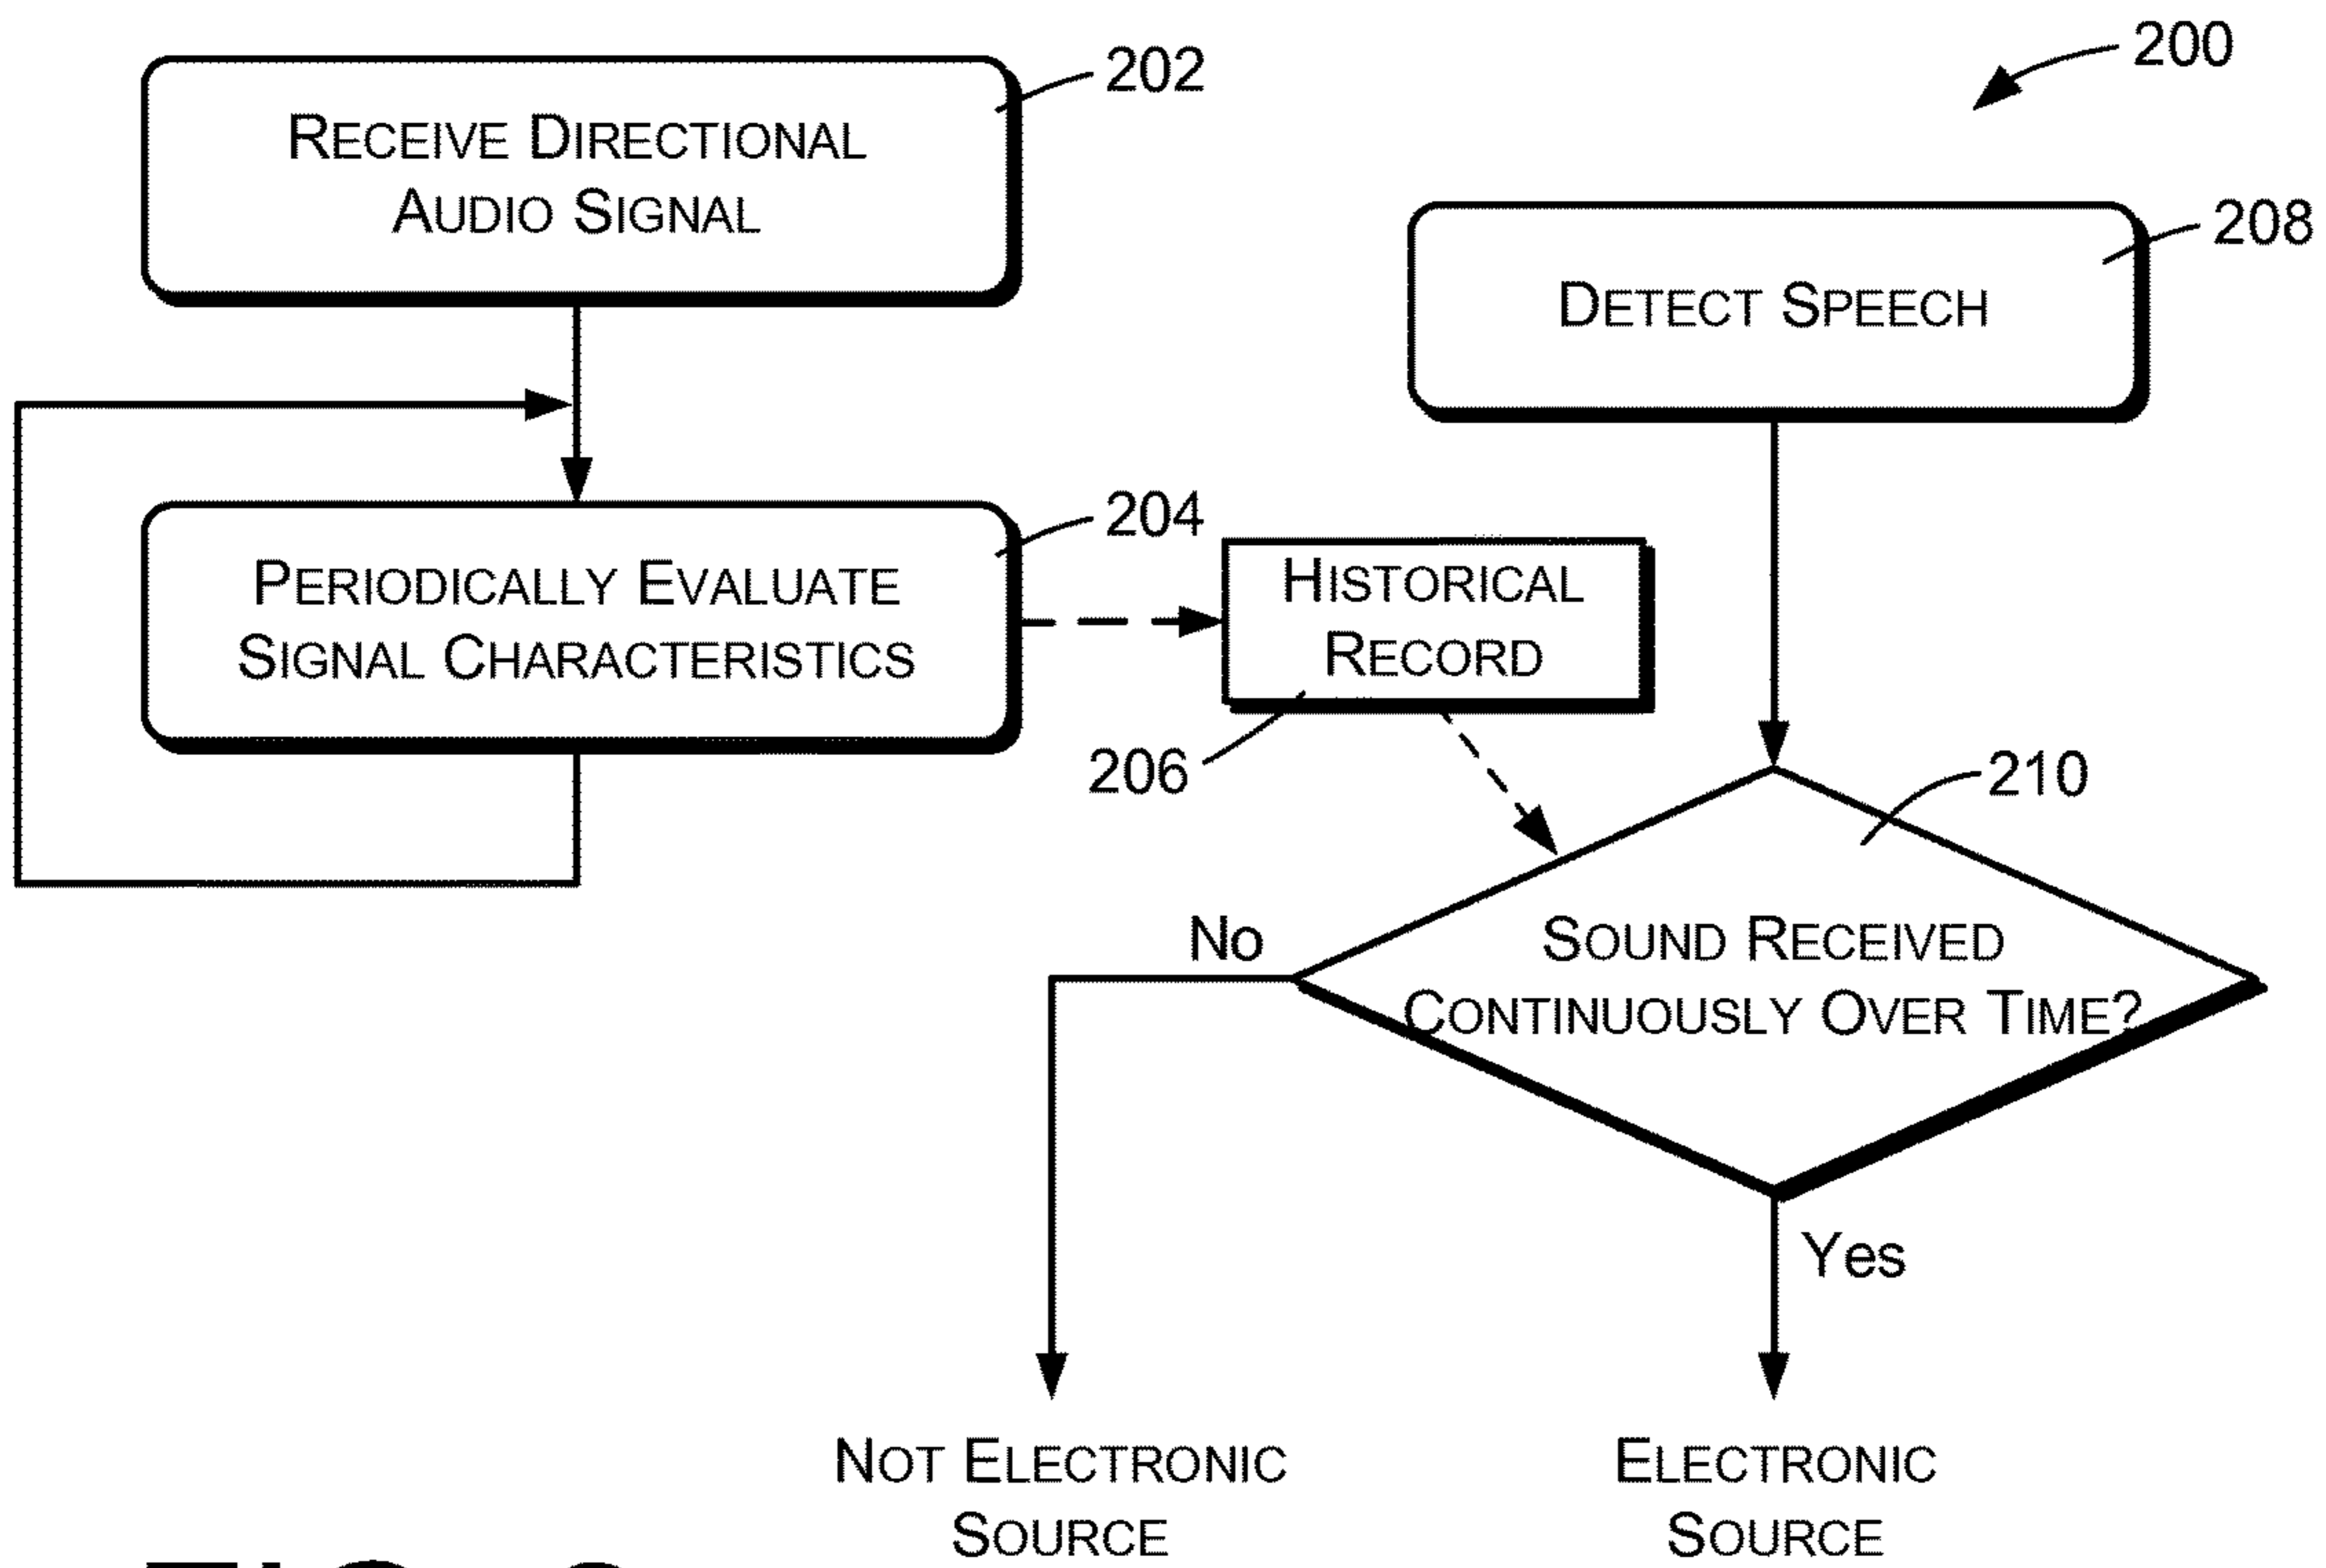 200
202
RECEIVE DIRECTIONAL
AUDIO SIGNAL
208
DETECT SPEECH
204
PERIODICALLY EVALUATE
SIGNAL CHARACTERISTICS
HISTORICAL
RECORD
206
210
No
SOUND RECEIVED
CONTINUOUSLY OVER TIME?
Yes
NOT ELECTRONIC
SOURCE
ELECTRONIC
SOURCE